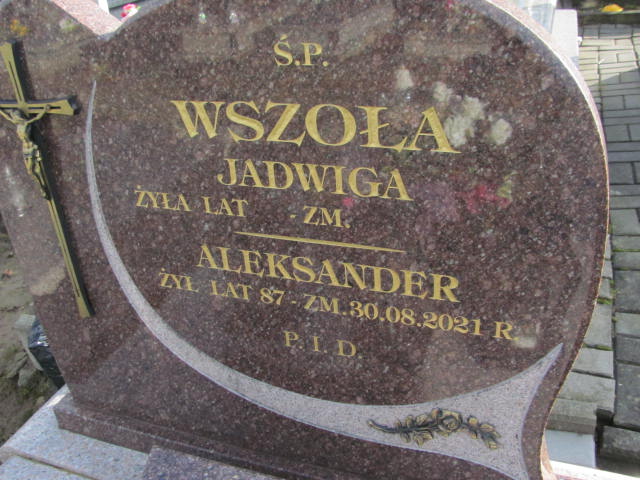 Ś.P.
WSZOŁA
JADWIGA
ŻYŁA LAT - ZM.
ALEKSANDER
ŻYŁ LAT 87 - ZM. 30.08.2021 R.
P. I. D